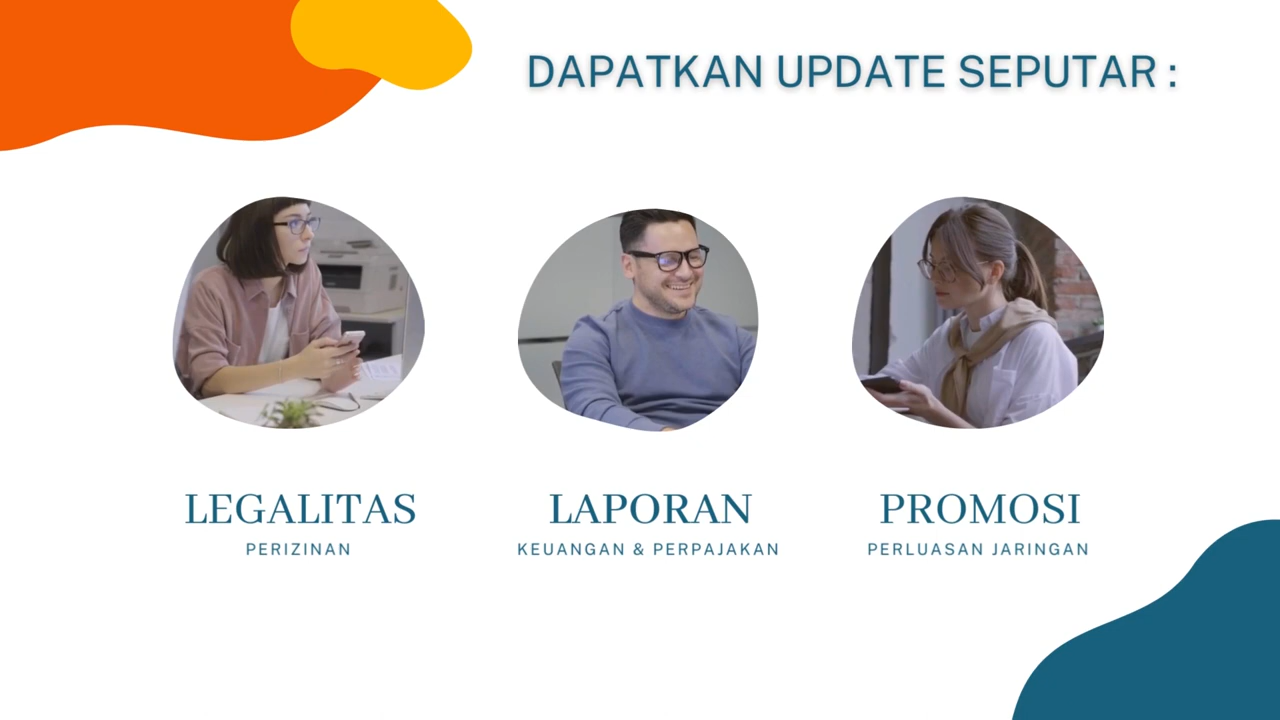 DAPATKAN UPDATE SEPUTAR :
LEGALITAS
PERIZINAN
LAPORAN
KEUANGAN & PERPAJAKAN
PROMOSI
PERLUASAN JARINGAN